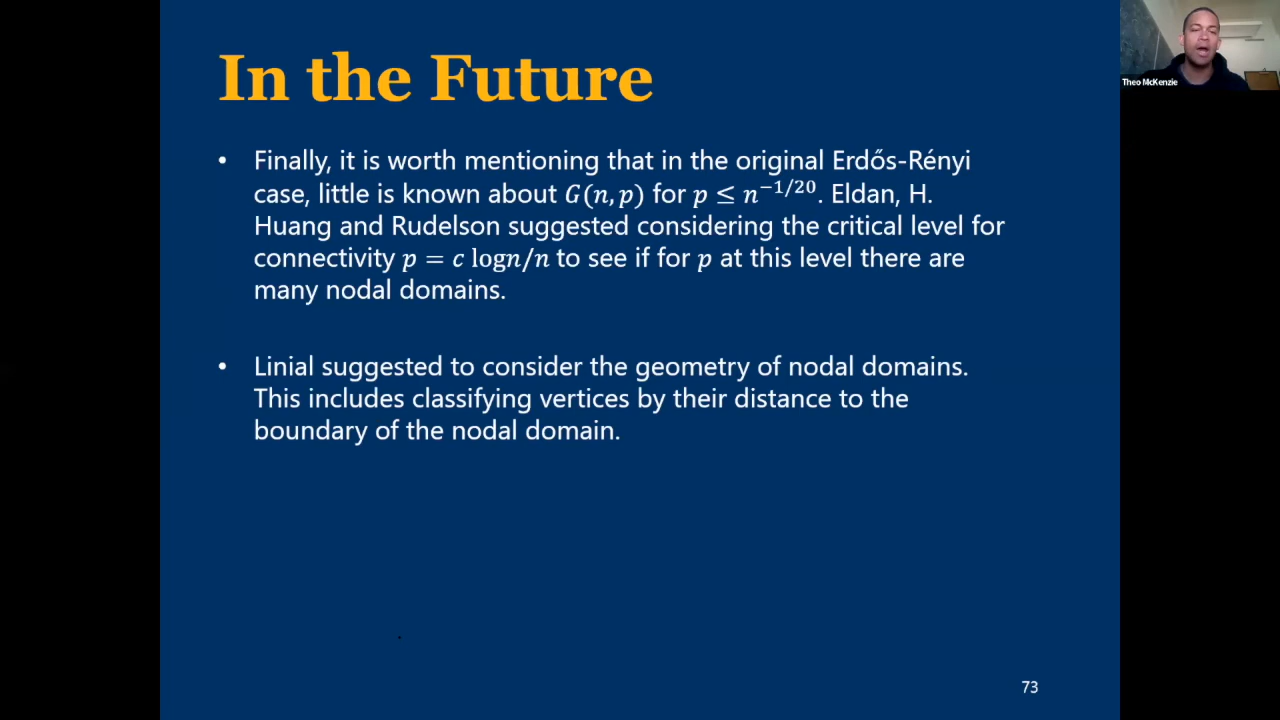 In the Future
• Finally, it is worth mentioning that in the original Erdős-Rényi
case, little is known about G(n, p) for p ≤ n^{-1/20}. Eldan, H.
Huang and Rudelson suggested considering the critical level for
connectivity p = c logn/n to see if for p at this level there are
many nodal domains.
• Linial suggested to consider the geometry of nodal domains.
This includes classifying vertices by their distance to the
boundary of the nodal domain.
73
Theo McKenzie